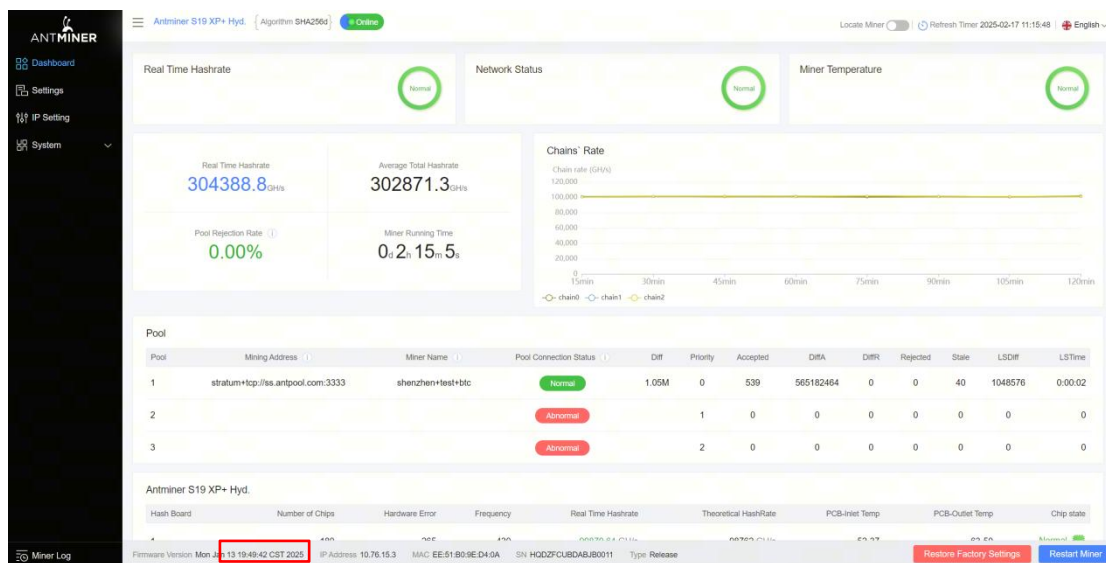 ANTMINER
Antminer S19 XP+ Hyd. { Algorithm SHA256d } Online
Locate Miner Refresh Timer 2025-02-17 11:15:48 English
Dashboard
Settings
IP Setting
System
Miner Log
Real Time Hashrate
Normal
Network Status
Normal
Miner Temperature
Normal
Real Time Hashrate
304388.8GH/s
Average Total Hashrate
302871.3GH/s
Pool Rejection Rate
0.00%
Miner Running Time
0d 2h 15m 5s
Chains` Rate
Chain rate (GH/s)
120,000
100,000
80,000
60,000
40,000
20,000
0
15min 30min 45min 60min 75min 90min 105min 120min
chain0 chain1 chain2
Pool
Pool Mining Address Miner Name Pool Connection Status Diff Priority Accepted DiffA DiffR Rejected Stale LSDiff LSTime
1 stratum+tcp://ss.antpool.com:3333 shenzhen+test+btc Normal 1.05M 0 539 565182464 0 0 40 1048576 0:00:02
2 Abnormal 1 0 0 0 0 0 0 0
3 Abnormal 2 0 0 0 0 0 0 0
Antminer S19 XP+ Hyd.
Hash Board Number of Chips Hardware Error Frequency Real Time Hashrate Theoretical HashRate PCB-Inlet Temp PCB-Outlet Temp Chip state
Firmware Version Mon Jan 13 19:49:42 CST 2025 IP Address 10.76.15.3 MAC EE:51:B0:9E:D4:0A SN HQDZFCUBDABJB0011 Type Release
Restore Factory Settings
Restart Miner